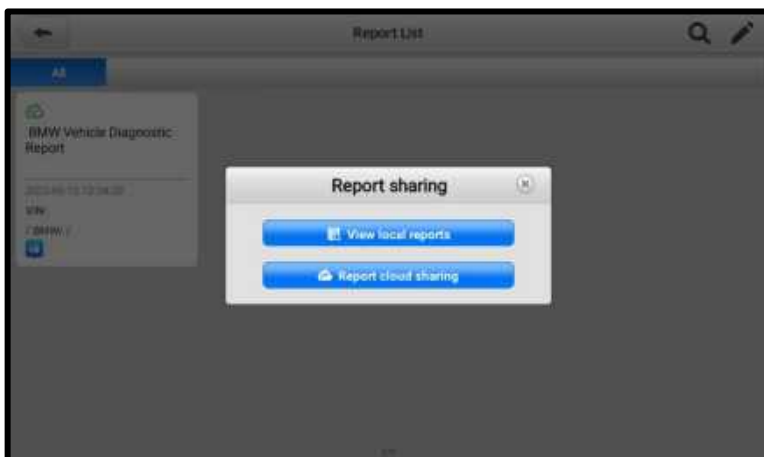 Report List
All
BMW Vehicle Diagnostic
Report
VIN:
/ BMW /
Report sharing
View local reports
Report cloud sharing